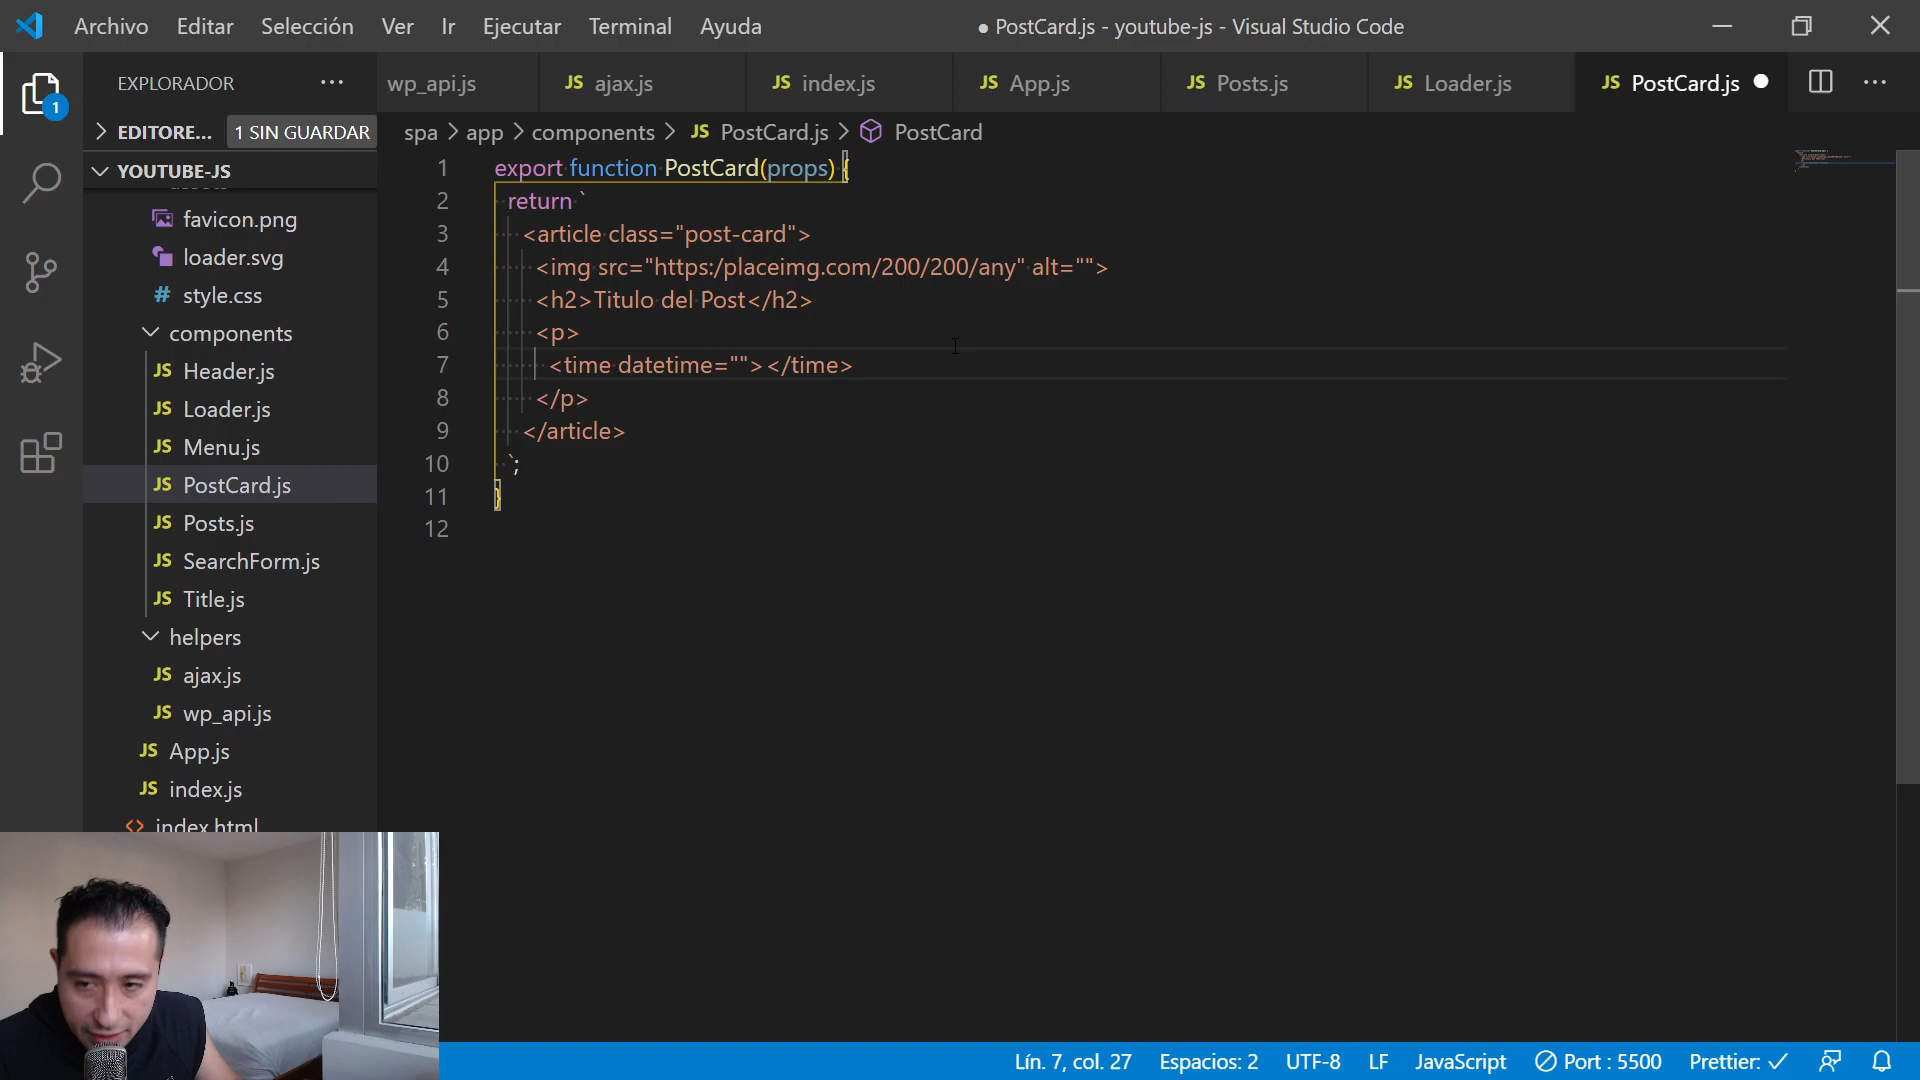 Archivo Editar Selección Ver Ir Ejecutar Terminal Ayuda ● PostCard.js - youtube-js - Visual Studio Code
EXPLORADOR
wp_api.js JS ajax.js JS index.js JS App.js JS Posts.js JS Loader.js JS PostCard.js
EDITORE... 1 SIN GUARDAR
spa > app > components > JS PostCard.js > PostCard
YOUTUBE-JS
favicon.png
loader.svg
# style.css
components
JS Header.js
JS Loader.js
JS Menu.js
JS PostCard.js
JS Posts.js
JS SearchForm.js
JS Title.js
helpers
JS ajax.js
JS wp_api.js
JS App.js
JS index.js
<> index.html
1 export function PostCard(props) {
2 return `
3 <article class="post-card">
4 <img src="https:/placeimg.com/200/200/any" alt="">
5 <h2>Titulo del Post</h2>
6 <p>
7 <time datetime=""></time>
8 </p>
9 </article>
10 `;
11 }
12
1
Lín. 7, col. 27 Espacios: 2 UTF-8 LF JavaScript Port : 5500 Prettier: ✓